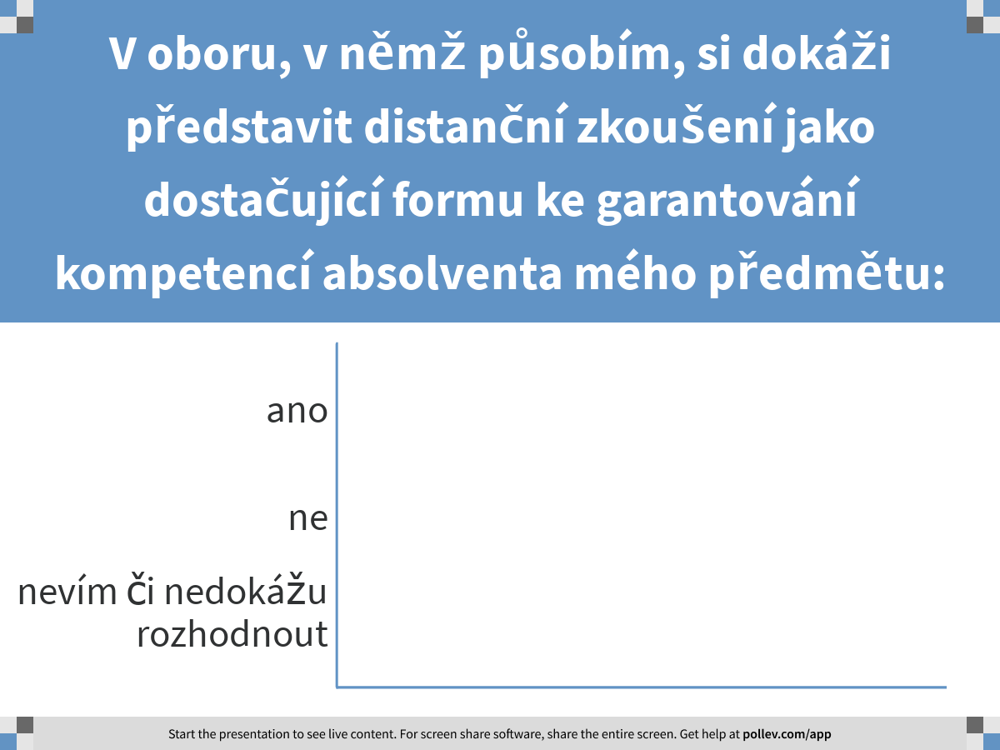 V oboru, v němž působím, si dokáži
představit distanční zkoušení jako
dostačující formu ke garantování
kompetencí absolventa mého předmětu:
ano
ne
nevím či nedokážu
rozhodnout
Start the presentation to see live content. For screen share software, share the entire screen. Get help at pollev.com/app